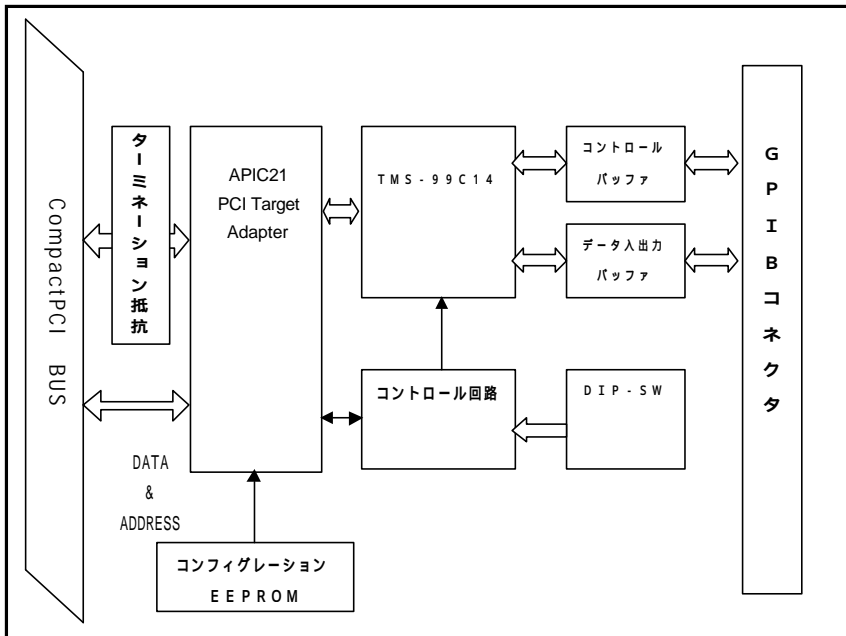 CompactPCI BUS
ターミネーション抵抗
APIC21
PCI Target
Adapter
TMS-99C14
コントロール
バッファ
データ入出力
バッファ
GPIBコネクタ
コントロール回路
DIP-SW
DATA
&
ADDRESS
コンフィグレーション
EEPROM